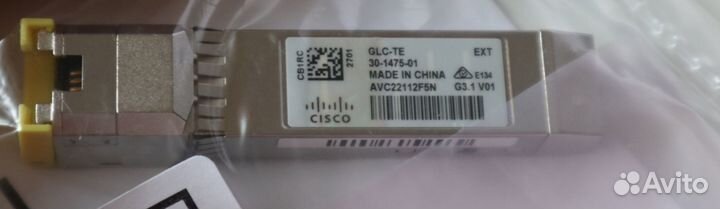 CB1RC
2701
GLC-TE
EXT
30-1475-01
MADE IN CHINA
E134
AVC22112F5N
G3.1 V01
CISCO
Avito